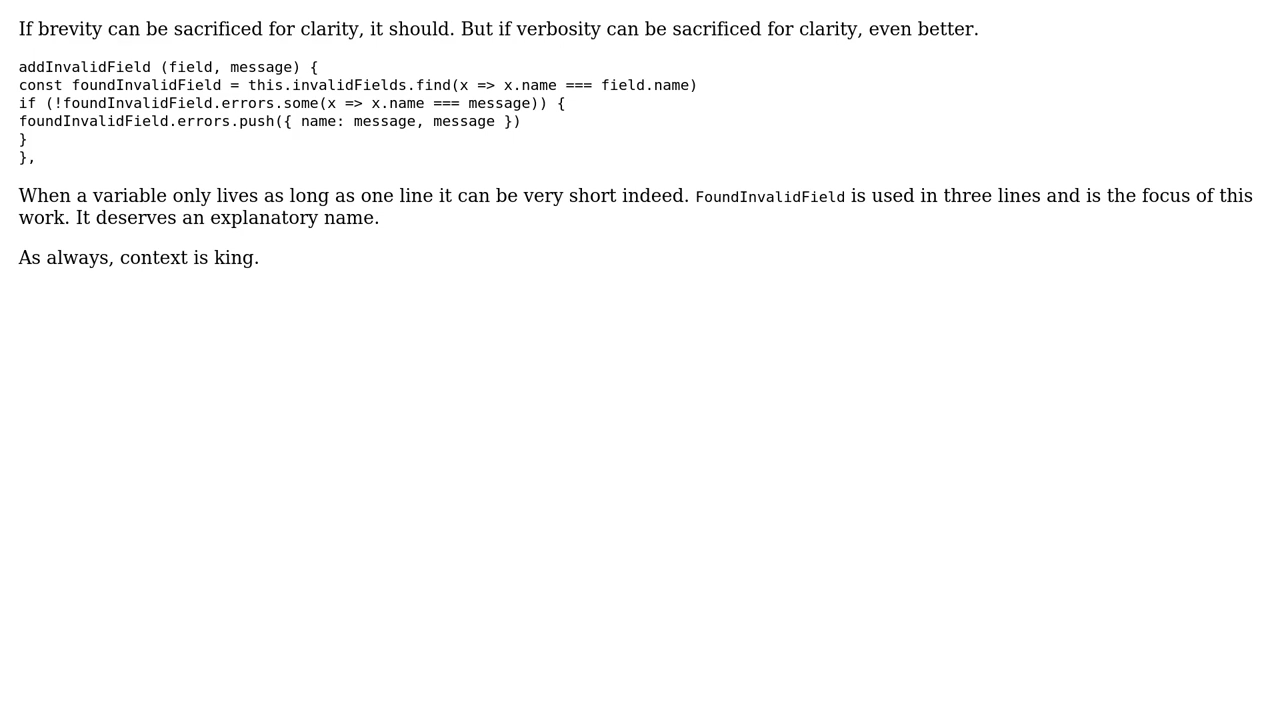 If brevity can be sacrificed for clarity, it should. But if verbosity can be sacrificed for clarity, even better.
addInvalidField (field, message) {
const foundInvalidField = this.invalidFields.find(x => x.name === field.name)
if (!foundInvalidField.errors.some(x => x.name === message)) {
foundInvalidField.errors.push({ name: message, message })
}
},
When a variable only lives as long as one line it can be very short indeed. FoundInvalidField is used in three lines and is the focus of this
work. It deserves an explanatory name.
As always, context is king.